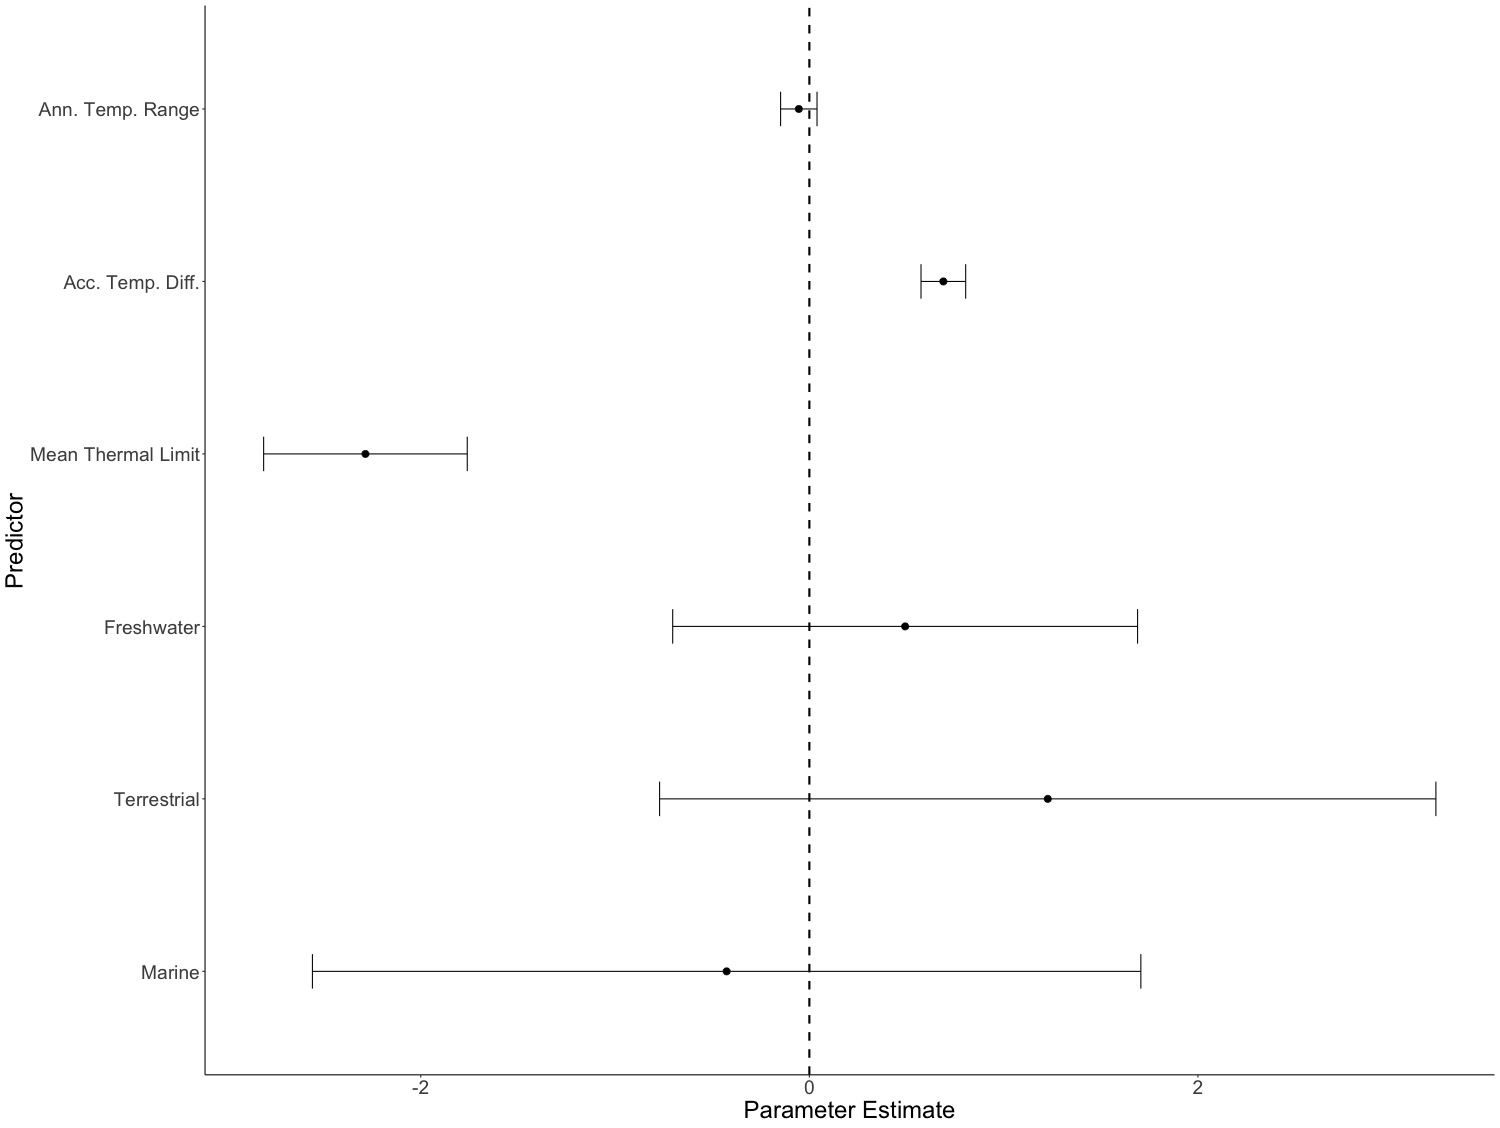 Ann. Temp. Range
Acc. Temp. Diff.
Mean Thermal Limit
Freshwater
Terrestrial
Marine
Predictor
-2
0
2
Parameter Estimate